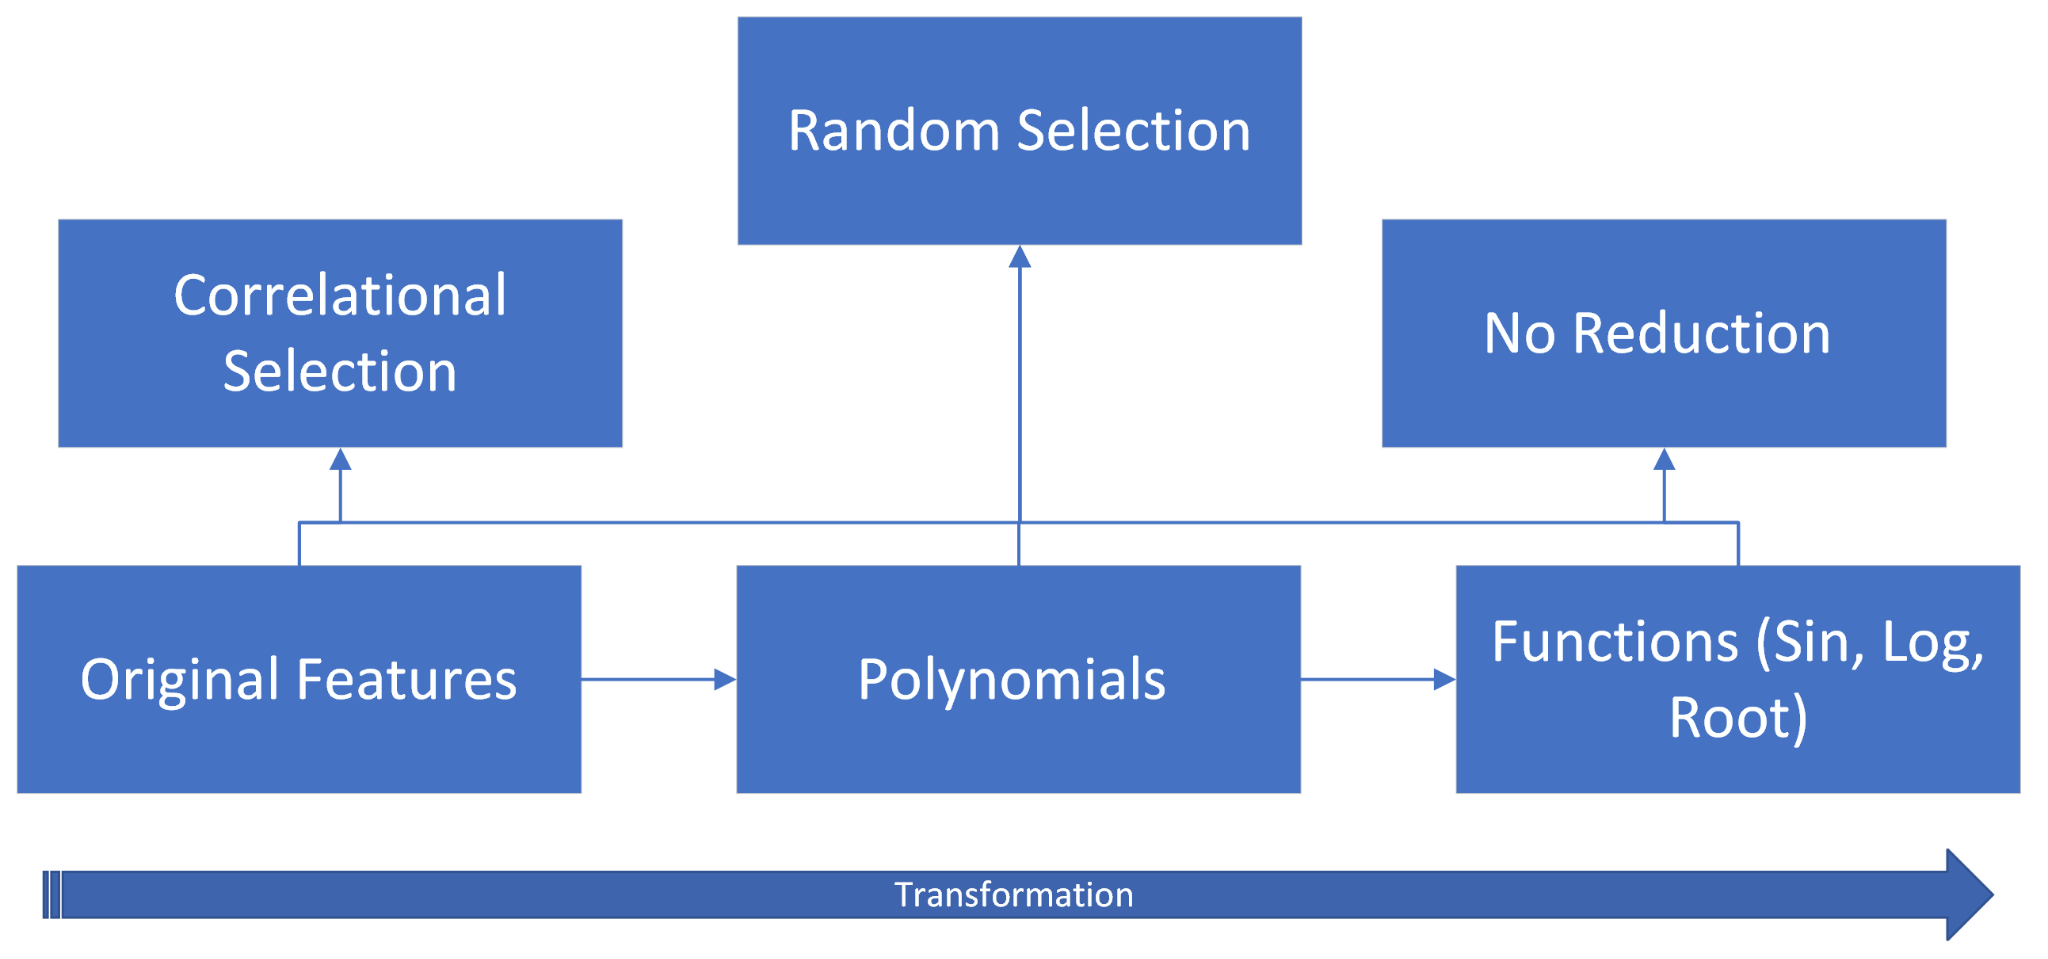 Random Selection
Correlational
Selection
No Reduction
Original Features
Polynomials
Functions (Sin, Log,
Root)
Transformation